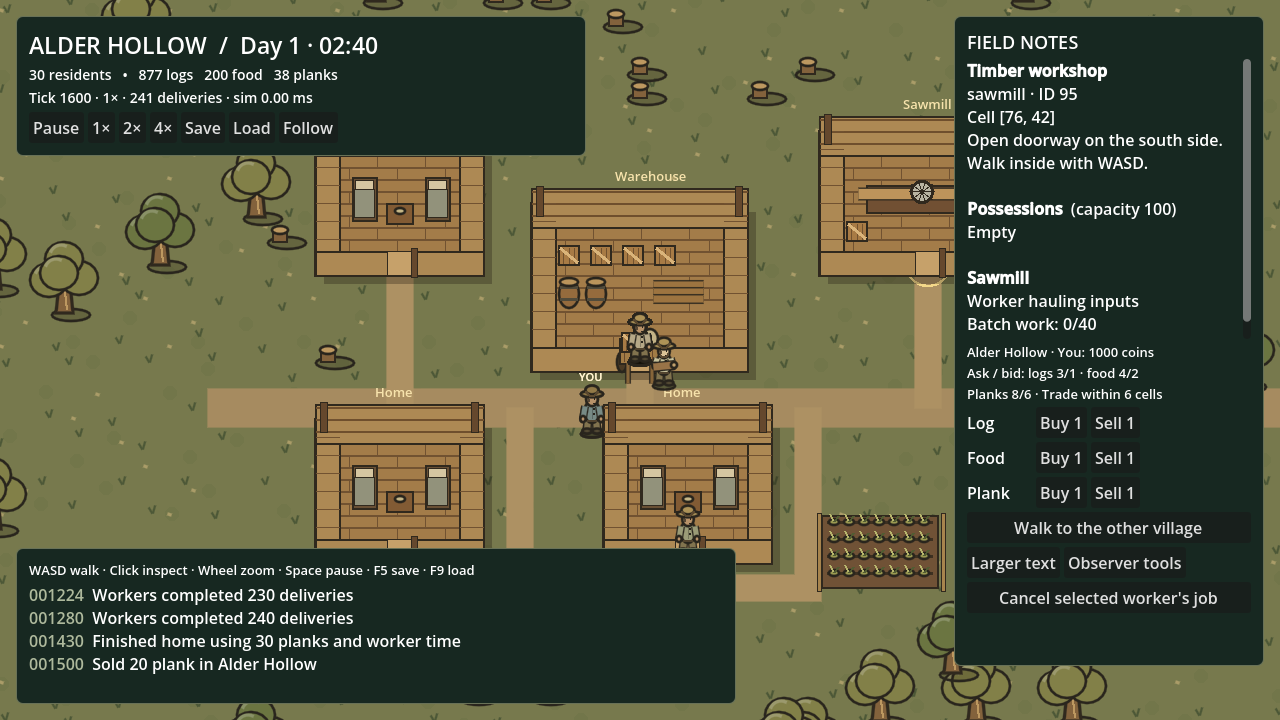 ALDER HOLLOW / Day 1 · 02:40
30 residents • 877 logs 200 food 38 planks
Tick 1600 · 1× · 241 deliveries · sim 0.00 ms
Pause 1× 2× 4× Save Load Follow
Sawmill
Warehouse
YOU
Home
Home
WASD walk · Click inspect · Wheel zoom · Space pause · F5 save · F9 load
001224 Workers completed 230 deliveries
001280 Workers completed 240 deliveries
001430 Finished home using 30 planks and worker time
001500 Sold 20 plank in Alder Hollow
FIELD NOTES
Timber workshop
sawmill · ID 95
Cell [76, 42]
Open doorway on the south side.
Walk inside with WASD.
Possessions (capacity 100)
Empty
Sawmill
Worker hauling inputs
Batch work: 0/40
Alder Hollow · You: 1000 coins
Ask / bid: logs 3/1 · food 4/2
Planks 8/6 · Trade within 6 cells
Log Buy 1 Sell 1
Food Buy 1 Sell 1
Plank Buy 1 Sell 1
Walk to the other village
Larger text Observer tools
Cancel selected worker's job